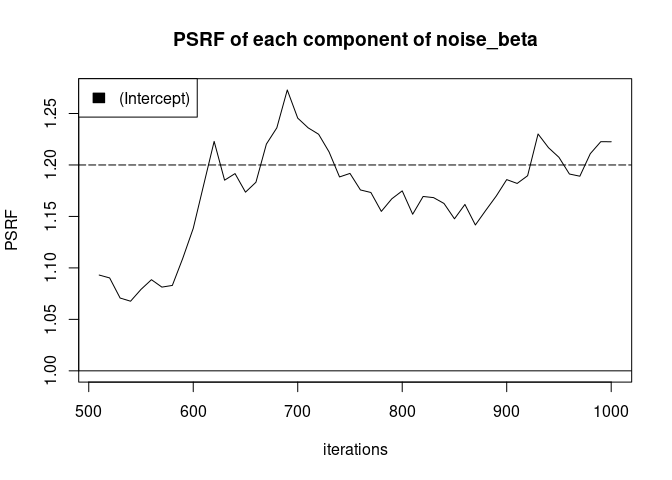 PSRF of each component of noise_beta
(Intercept)
PSRF
1.25
1.20
1.15
1.10
1.05
1.00
500 600 700 800 900 1000
iterations